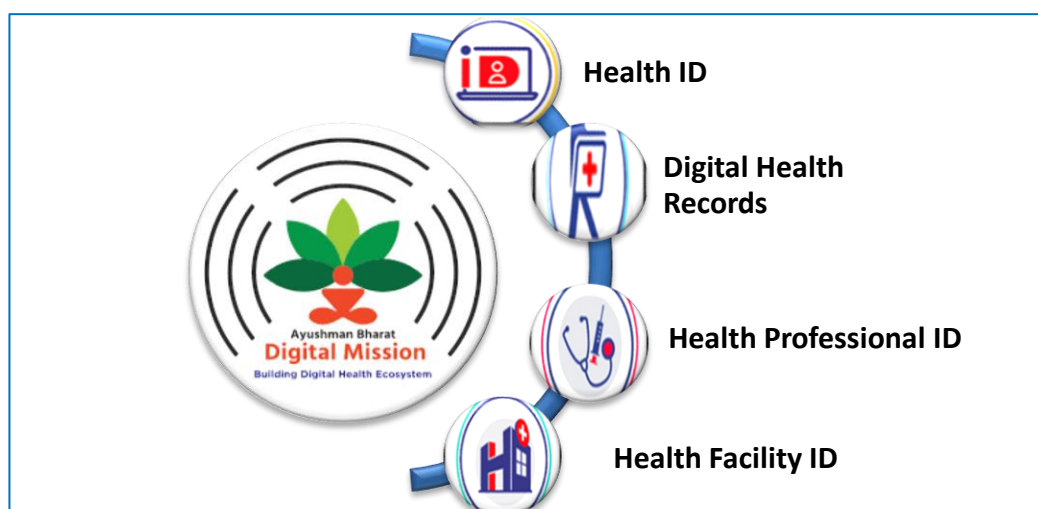 Health ID
Digital Health
Records
Ayushman Bharat
Digital Mission
Building Digital Health Ecosystem
Health Professional ID
Health Facility ID